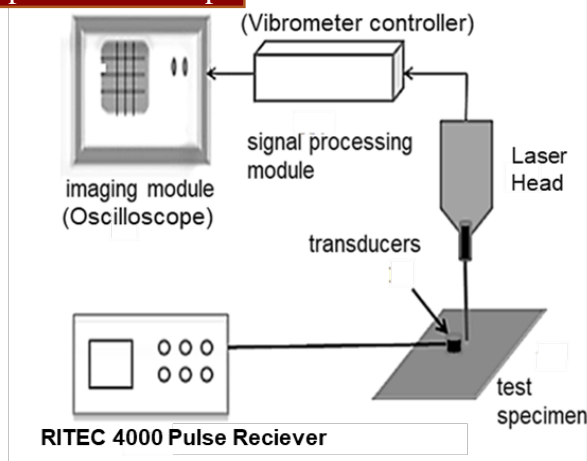 (Vibrometer controller)
signal processing
module
Laser
Head
imaging module
(Oscilloscope)
transducers
test
specimen
RITEC 4000 Pulse Reciever